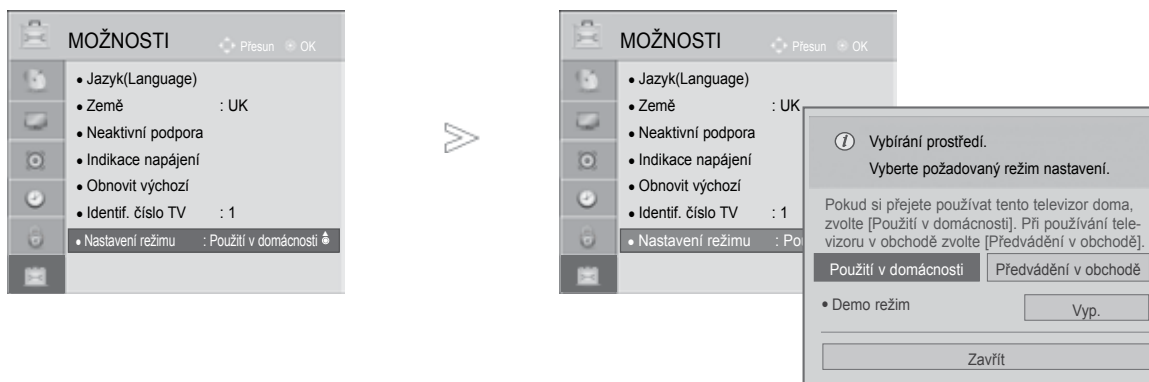 MOŽNOSTI Přesun OK
• Jazyk(Language)
• Země : UK
• Neaktivní podpora
• Indikace napájení
• Obnovit výchozí
• Identif. číslo TV : 1
• Nastavení režimu : Použití v domácnosti
MOŽNOSTI Přesun OK
• Jazyk(Language)
• Země : UK
• Neaktivní podpora
• Indikace napájení
• Obnovit výchozí
• Identif. číslo TV : 1
• Nastavení režimu : Po
i Vybírání prostředí.
Vyberte požadovaný režim nastavení.
Pokud si přejete používat tento televizor doma,
zvolte [Použití v domácnosti]. Při používání tele-
vizoru v obchodě zvolte [Předvádění v obchodě].
Použití v domácnosti Předvádění v obchodě
• Demo režim Vyp.
Zavřít